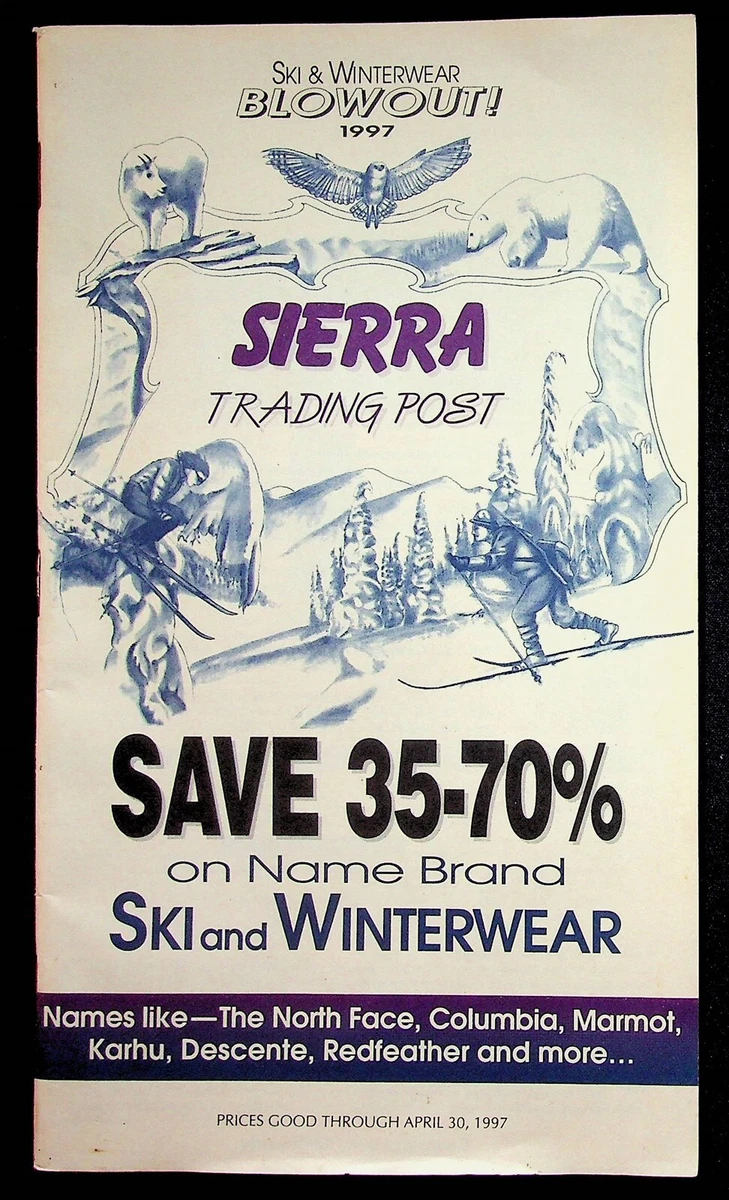 Ski & Winterwear
BLOWOUT!
1997
SIERRA
TRADING POST
SAVE 35-70%
on Name Brand
SKI and WINTERWEAR
Names like—The North Face, Columbia, Marmot,
Karhu, Descente, Redfeather and more...
PRICES GOOD THROUGH APRIL 30, 1997